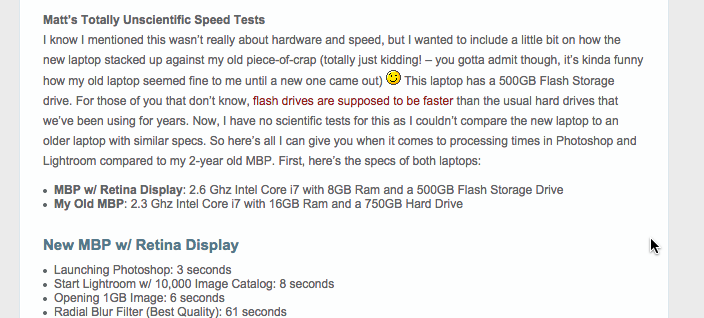 Matt's Totally Unscientific Speed Tests
I know I mentioned this wasn't really about hardware and speed, but I wanted to include a little bit on how the
new laptop stacked up against my old piece-of-crap (totally just kidding! – you gotta admit though, it's kinda funny
how my old laptop seemed fine to me until a new one came out) This laptop has a 500GB Flash Storage
drive. For those of you that don't know, flash drives are supposed to be faster than the usual hard drives that
we've been using for years. Now, I have no scientific tests for this as I couldn't compare the new laptop to an
older laptop with similar specs. So here's all I can give you when it comes to processing times in Photoshop and
Lightroom compared to my 2-year old MBP. First, here's the specs of both laptops:
• MBP w/ Retina Display: 2.6 Ghz Intel Core i7 with 8GB Ram and a 500GB Flash Storage Drive
• My Old MBP: 2.3 Ghz Intel Core i7 with 16GB Ram and a 750GB Hard Drive
New MBP w/ Retina Display
• Launching Photoshop: 3 seconds
• Start Lightroom w/ 10,000 Image Catalog: 8 seconds
• Opening 1GB Image: 6 seconds
• Radial Blur Filter (Best Quality): 61 seconds